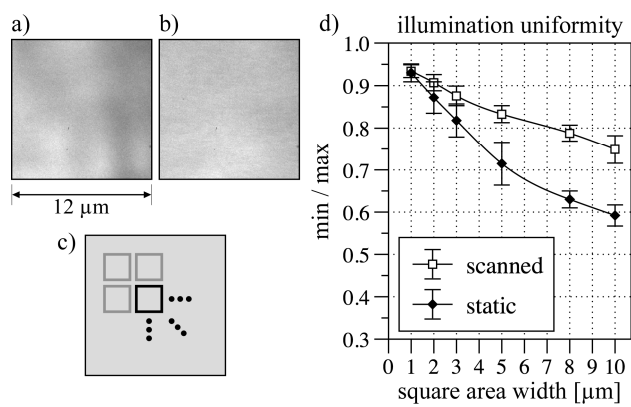 a)
b)
12 µm
c)
d)
illumination uniformity
min / max
1.0
0.9
0.8
0.7
0.6
0.5
0.4
0.3
scanned
static
0 1 2 3 4 5 6 7 8 9 10
square area width [µm]